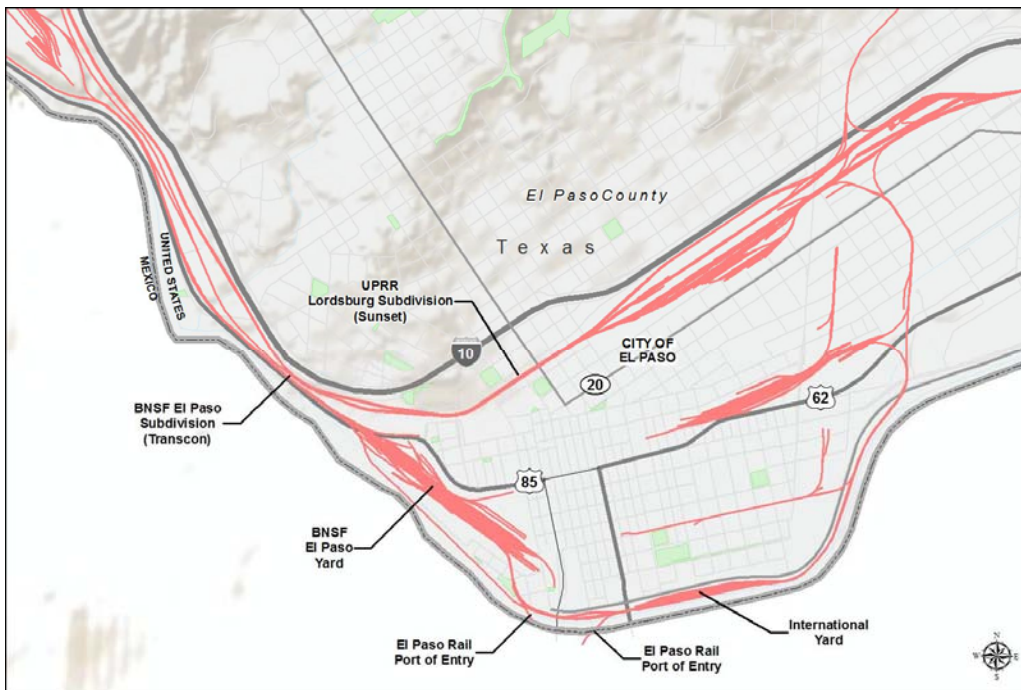 El Paso County
Texas
UNITED STATES
MEXICO
UPRR
Lordsburg Subdivision
(Sunset)
10
CITY OF
EL PASO
20
62
BNSF El Paso
Subdivision
(Transcon)
85
BNSF
El Paso
Yard
International
Yard
El Paso Rail
Port of Entry
El Paso Rail
Port of Entry
N
W
E
S